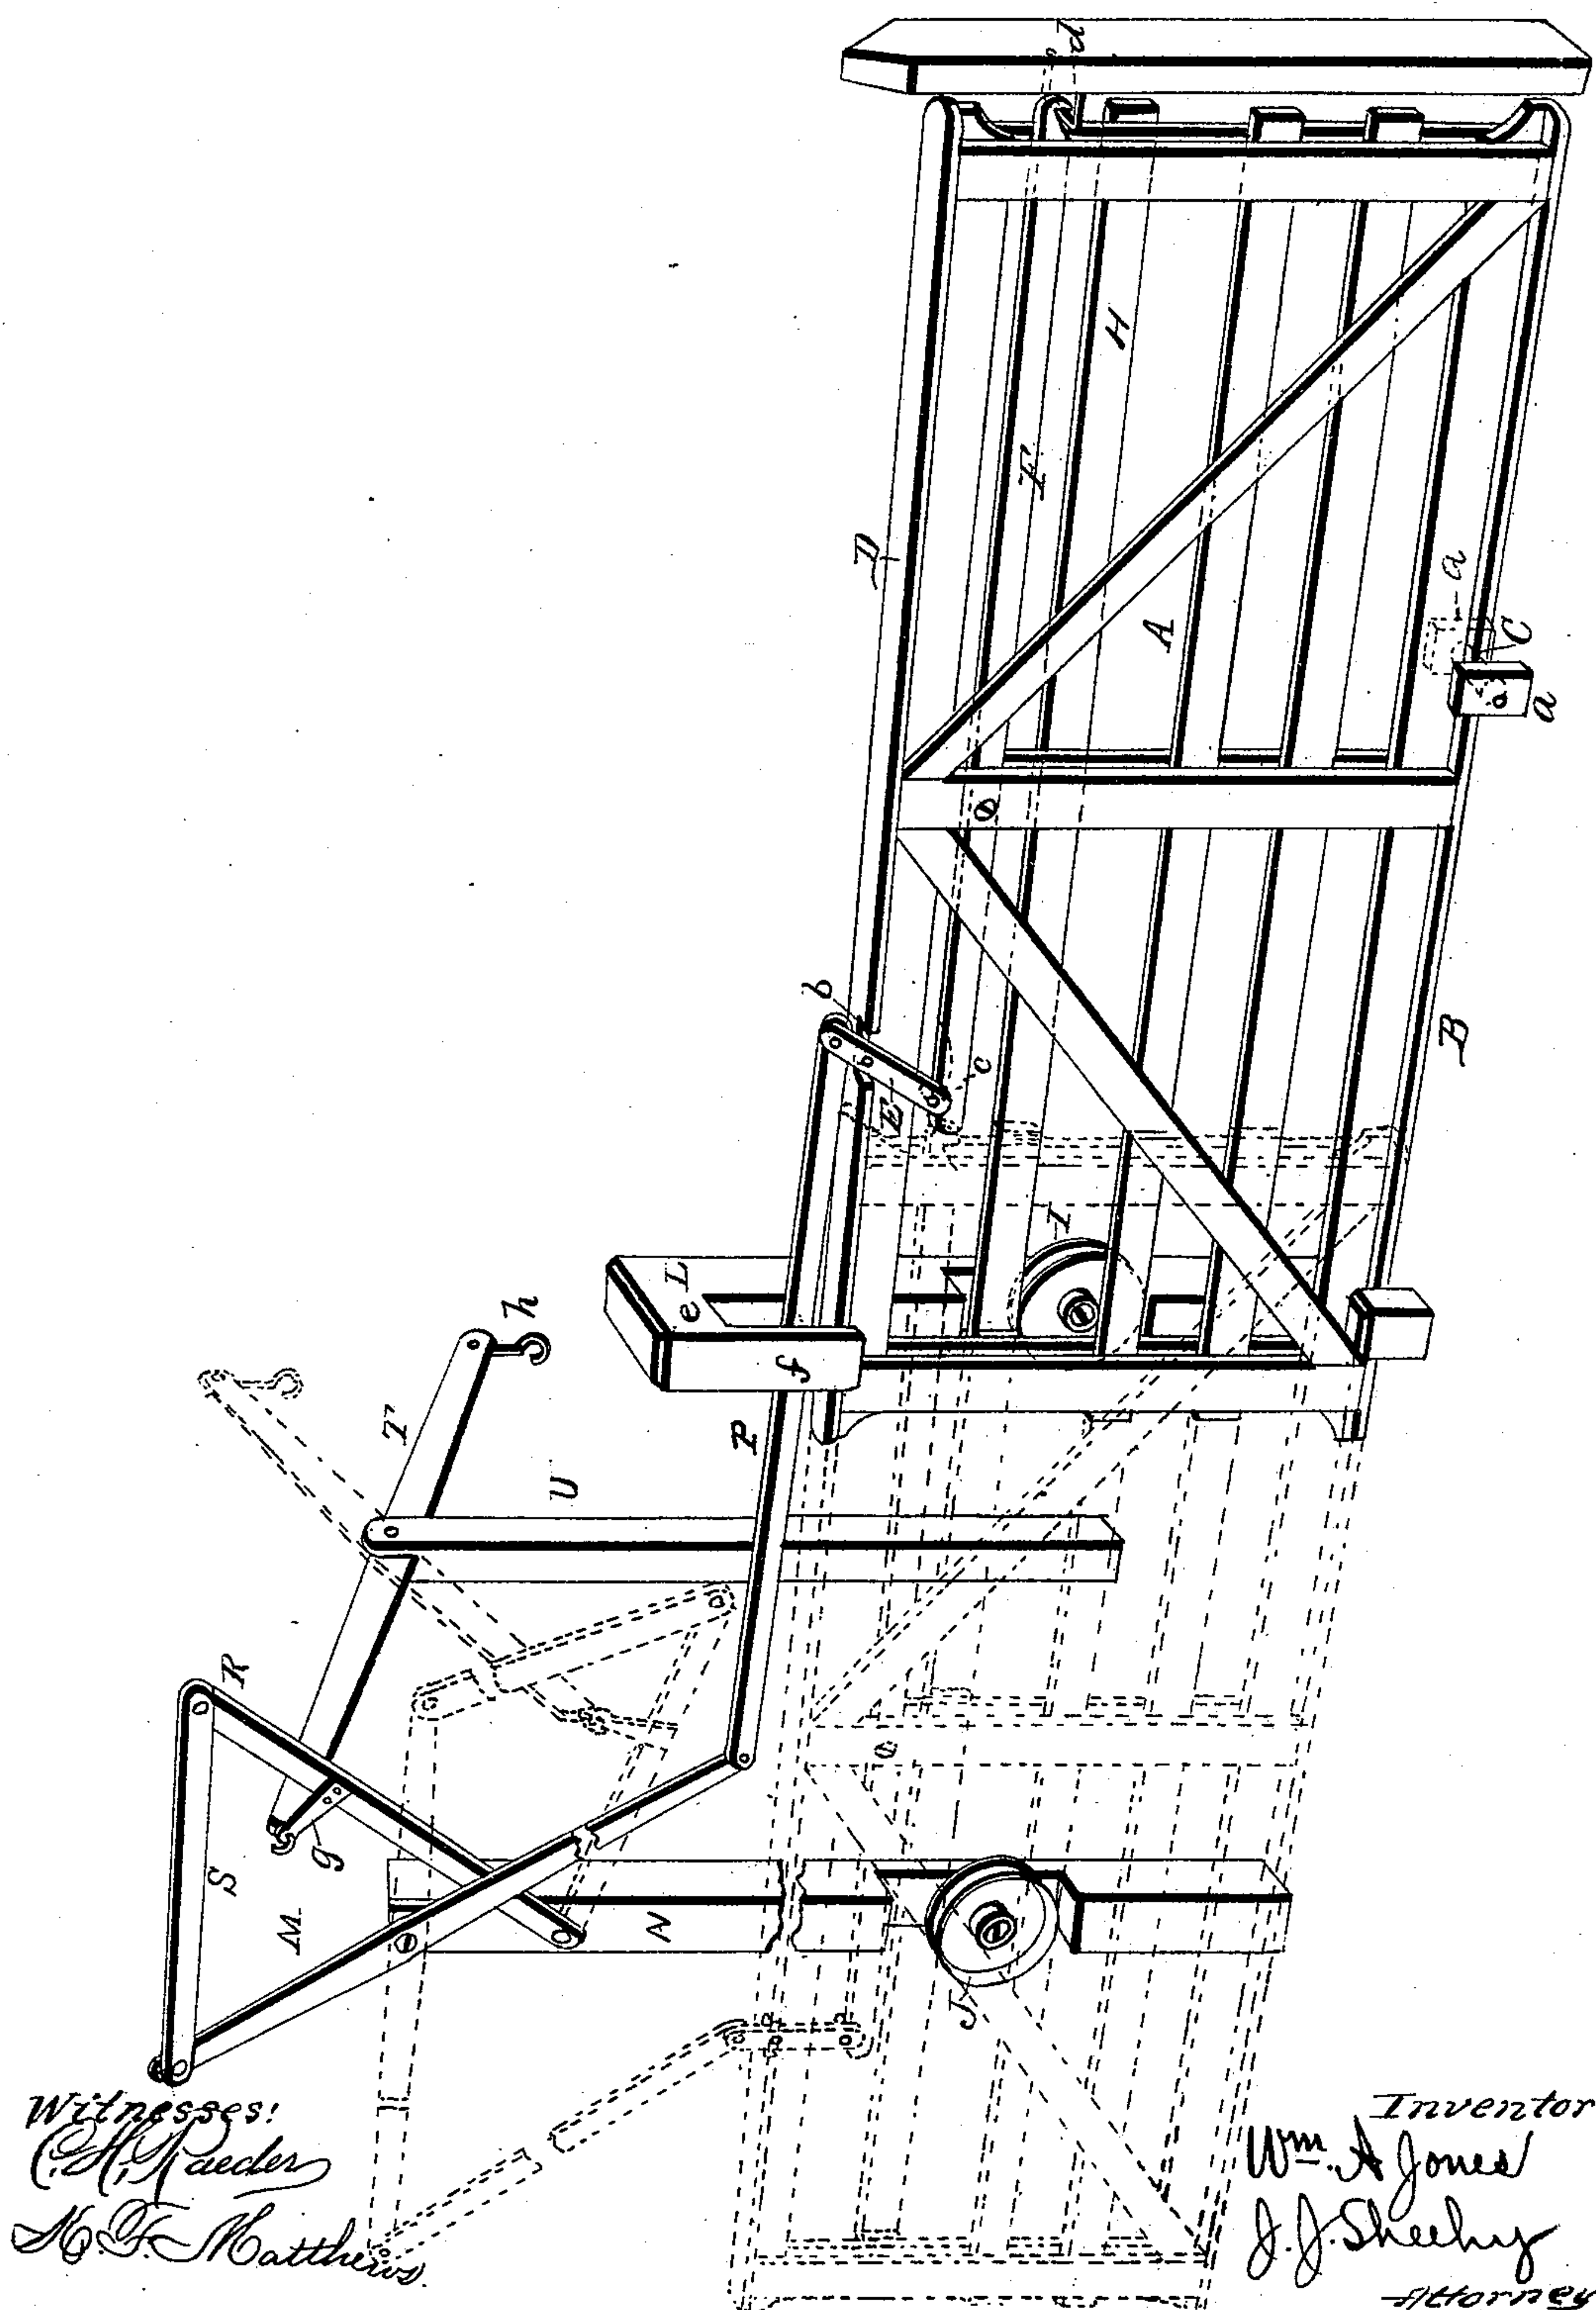 d
H
F
D
A
a
C
a
b
B
E
c
I
L
e
h
f
T
P
U
R
g
S
M
N
J
Witnesses:
C. H. Raeder
Matthews.
Inventor
Wm. A Jones
J. J. Sheehy
Attorney